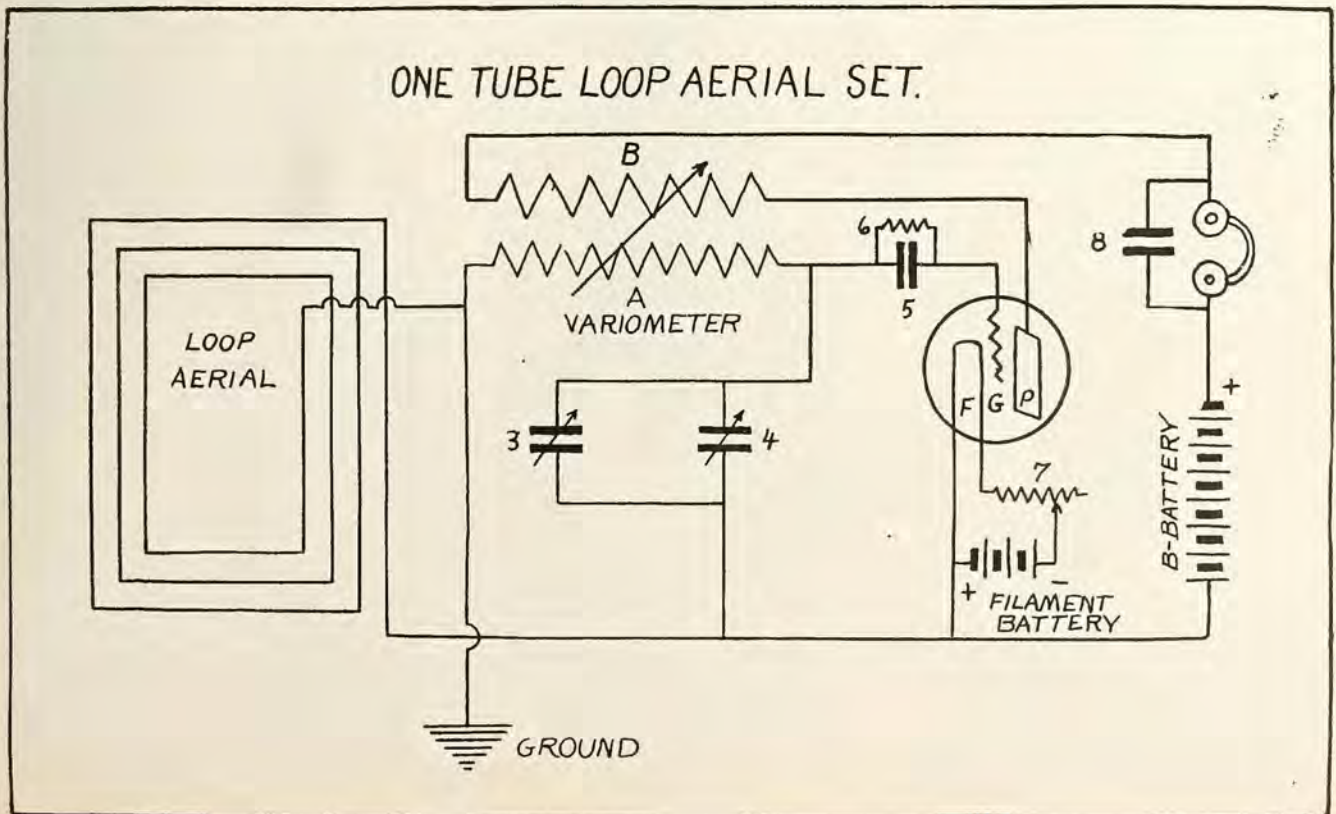 ONE TUBE LOOP AERIAL SET.
B
A
VARIOMETER
LOOP
AERIAL
6
5
8
3
4
F G P
7
+
B-BATTERY
+ −
FILAMENT
BATTERY
GROUND